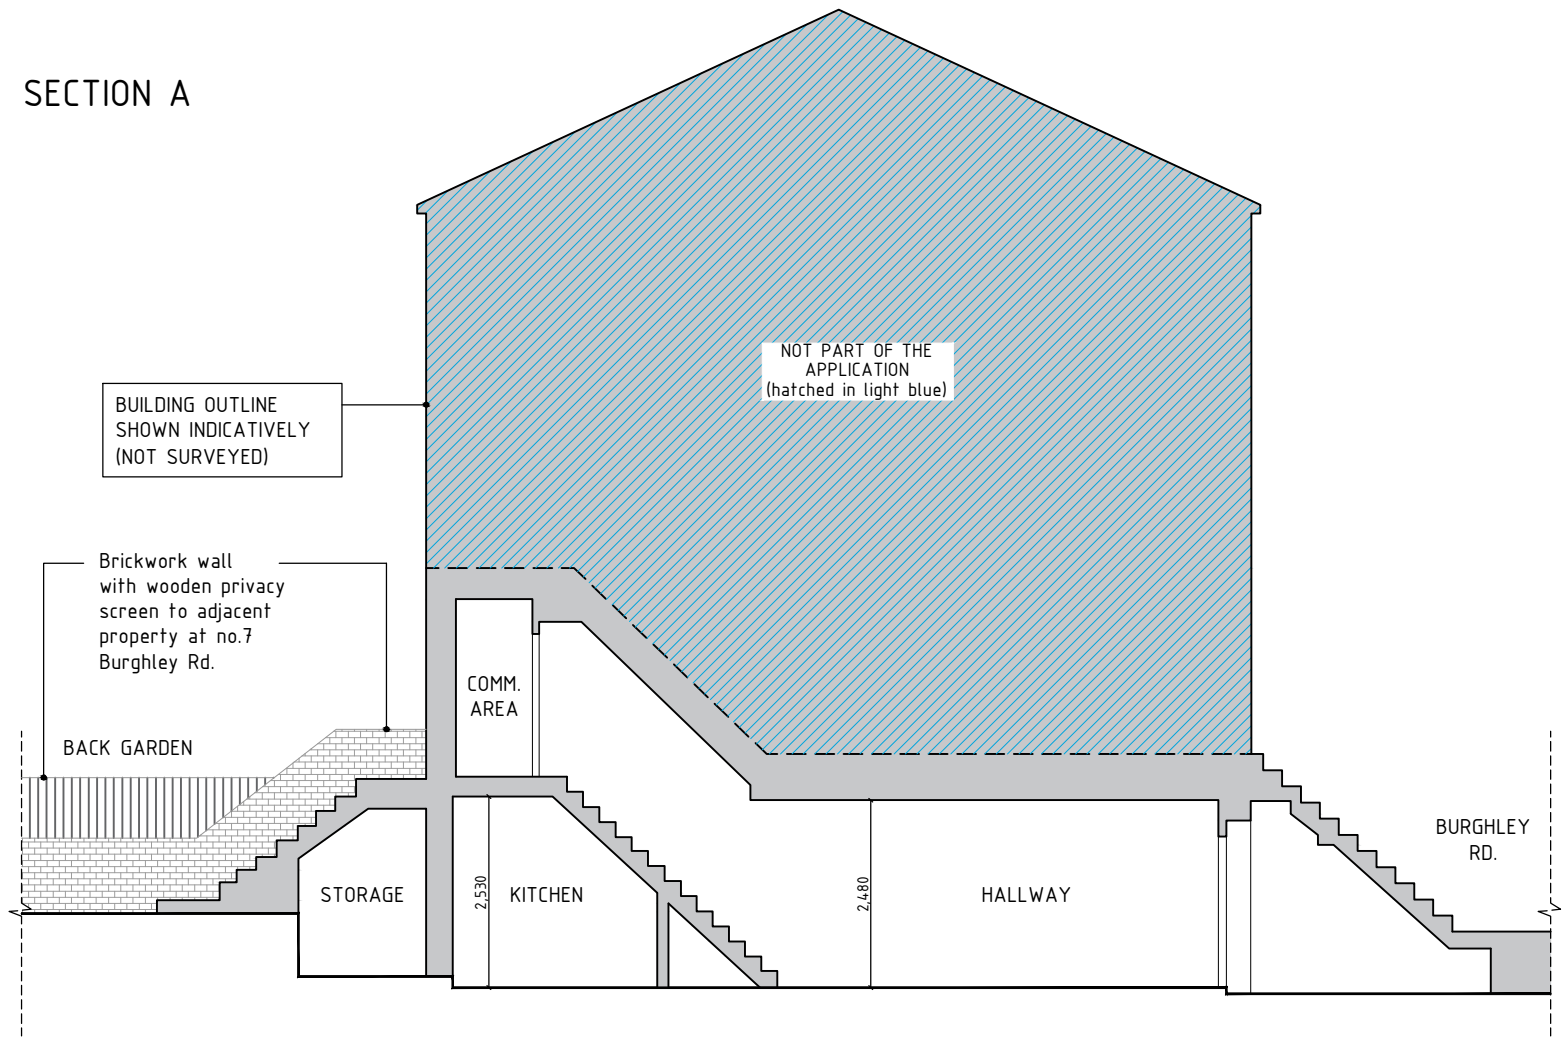 SECTION A
NOT PART OF THE
APPLICATION
(hatched in light blue)
BUILDING OUTLINE
SHOWN INDICATIVELY
(NOT SURVEYED)
Brickwork wall
with wooden privacy
screen to adjacent
property at no.7
Burghley Rd.
COMM.
AREA
BACK GARDEN
BURGHLEY
RD.
STORAGE
2,530
KITCHEN
2,480
HALLWAY